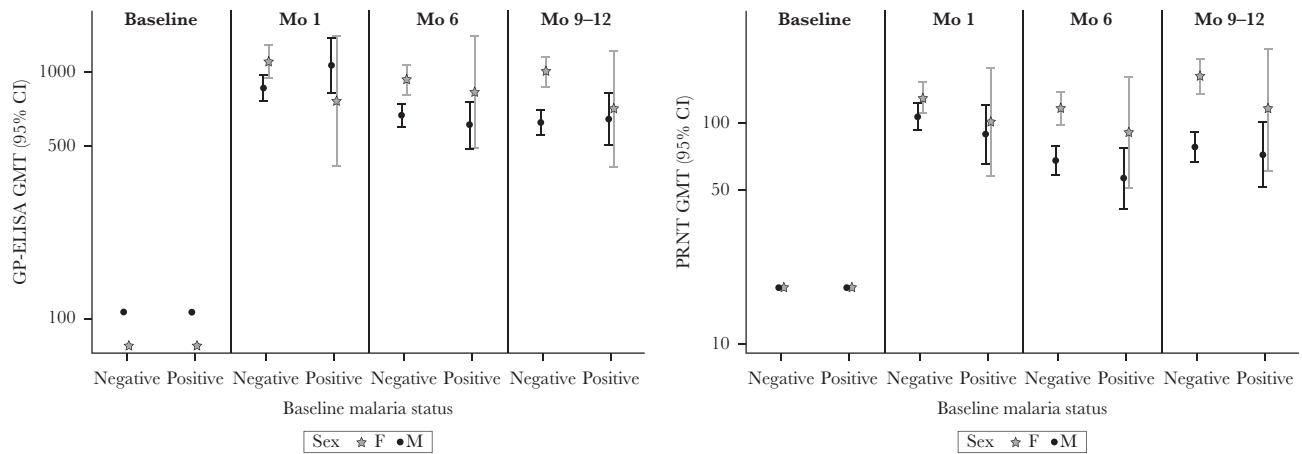 Baseline Mo 1 Mo 6 Mo 9–12
GP-ELISA GMT (95% CI)
1000
500
100
Negative Positive Negative Positive Negative Positive Negative Positive
Baseline malaria status
Sex F M
Baseline Mo 1 Mo 6 Mo 9–12
PRNT GMT (95% CI)
100
50
10
Negative Positive Negative Positive Negative Positive Negative Positive
Baseline malaria status
Sex F M